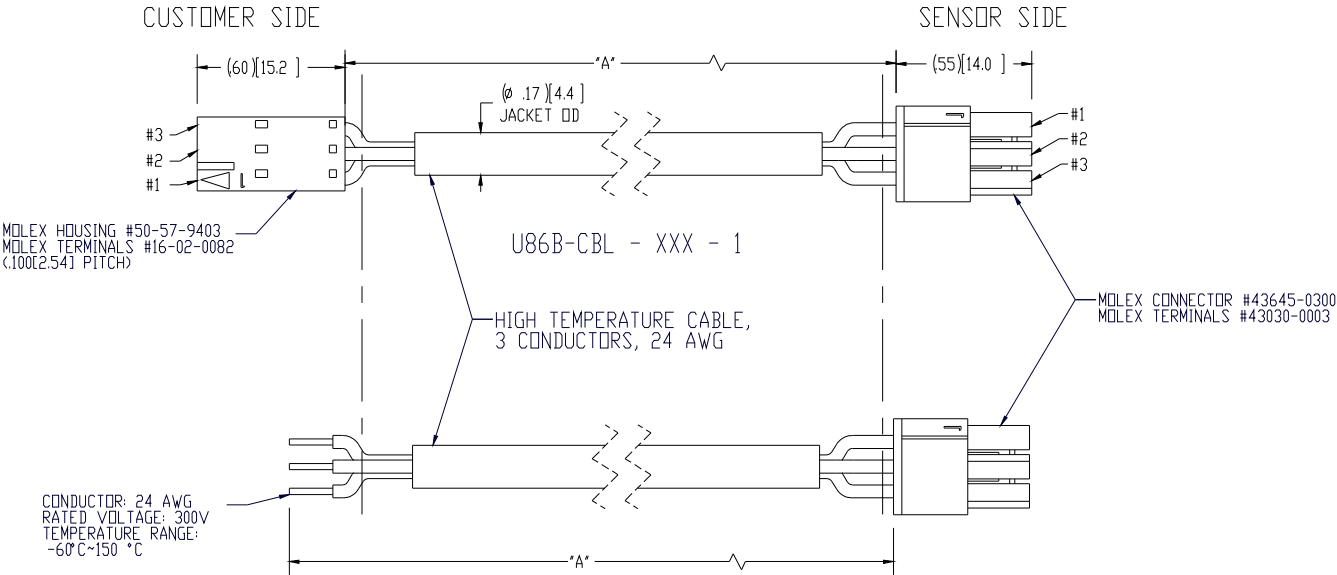 CUSTOMER SIDE
SENSOR SIDE
(.60)[15.2 ]
"A"
(.55)[14.0 ]
(ø .17)[4.4 ]
JACKET OD
#3
#2
#1
1
1
#1
#2
#3
MOLEX HOUSING #50-57-9403
MOLEX TERMINALS #16-02-0082
(.100[2.54] PITCH)
U86B-CBL - XXX - 1
HIGH TEMPERATURE CABLE,
3 CONDUCTORS, 24 AWG
MOLEX CONNECTOR #43645-0300
MOLEX TERMINALS #43030-0003
1
CONDUCTOR: 24 AWG
RATED VOLTAGE: 300V
TEMPERATURE RANGE:
-60°C~150 °C
"A"